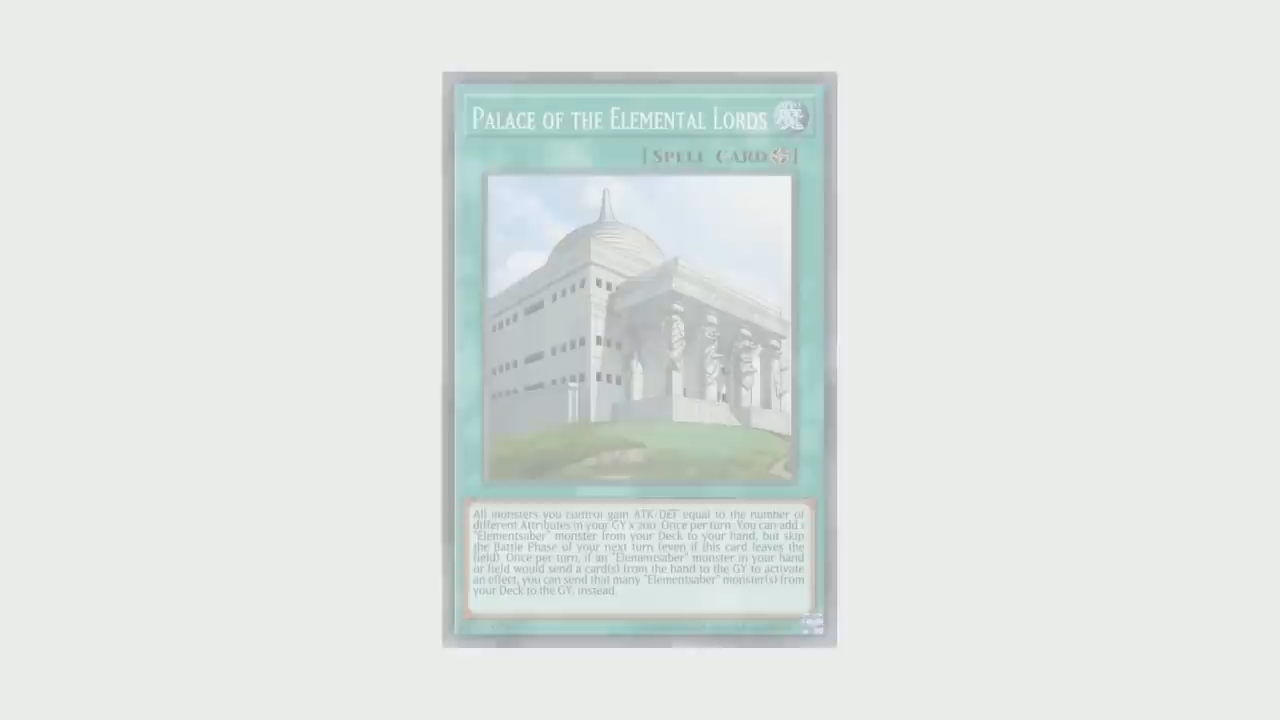 PALACE OF THE ELEMENTAL LORDS
[SPELL CARD]
All monsters you control gain ATK/DEF equal to the number of
different Attributes in your GY x 200. Once per turn: You can add 1
"Elementsaber" monster from your Deck to your hand, but skip
the Battle Phase of your next turn (even if this card leaves the
field). Once per turn, if an "Elementsaber" monster in your hand
or field would send a card(s) from the hand to the GY to activate
an effect, you can send that many "Elementsaber" monster(s) from
your Deck to the GY, instead.